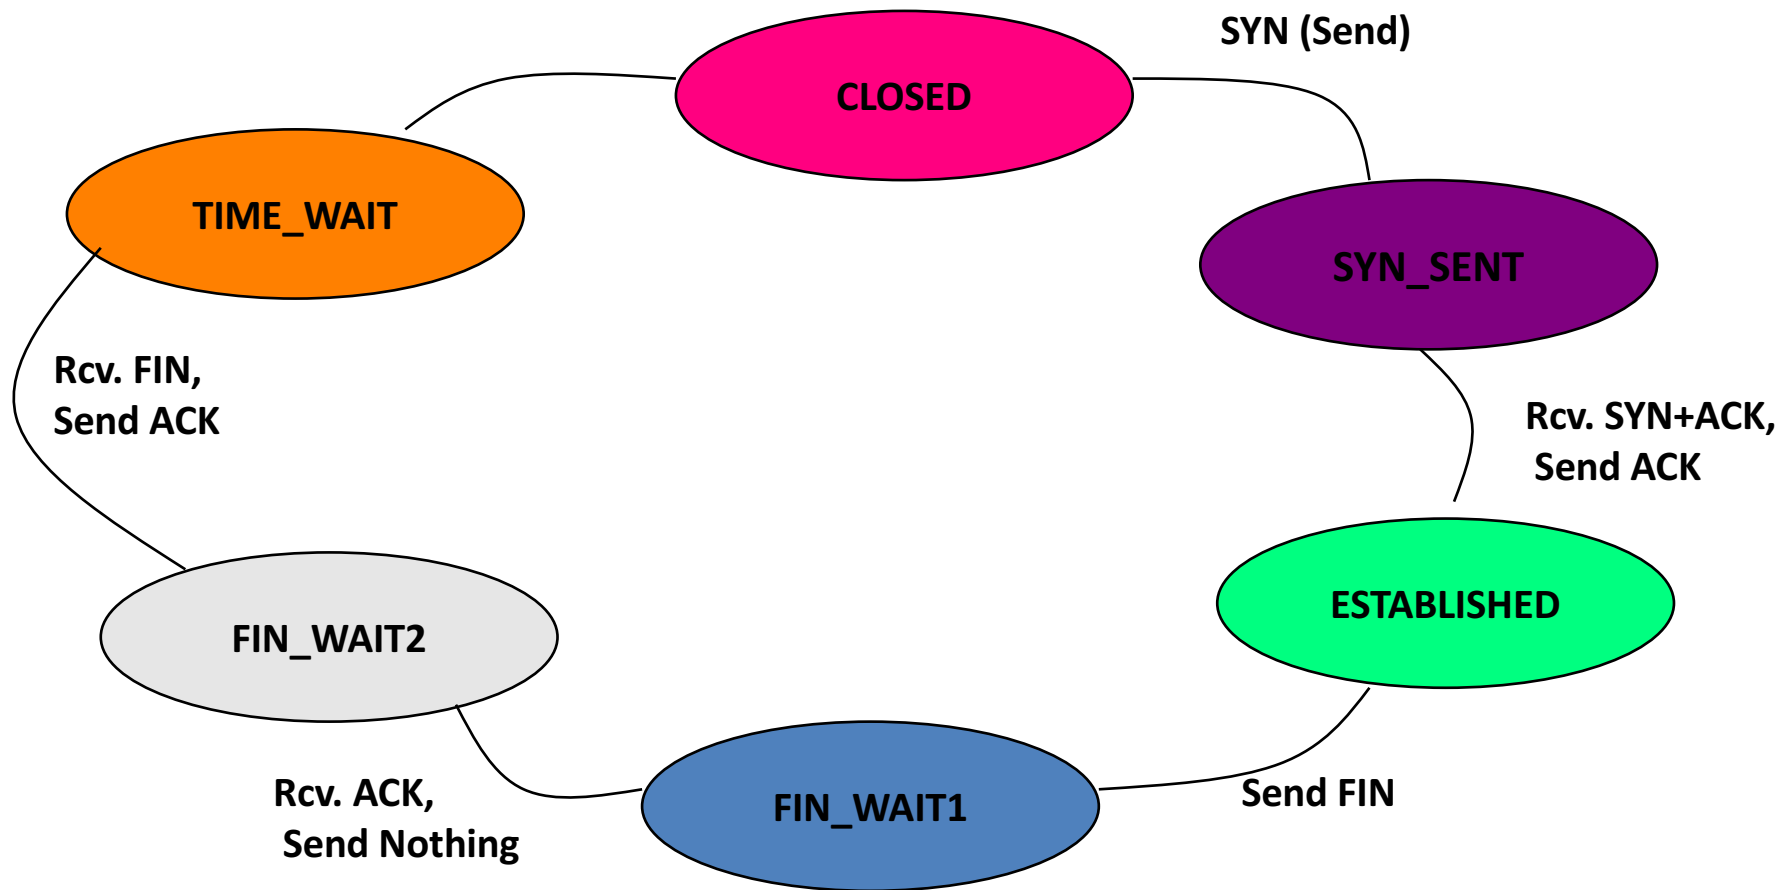 SYN (Send)
CLOSED
TIME_WAIT
SYN_SENT
Rcv. FIN,
Send ACK
Rcv. SYN+ACK,
Send ACK
ESTABLISHED
FIN_WAIT2
Rcv. ACK,
Send Nothing
FIN_WAIT1
Send FIN